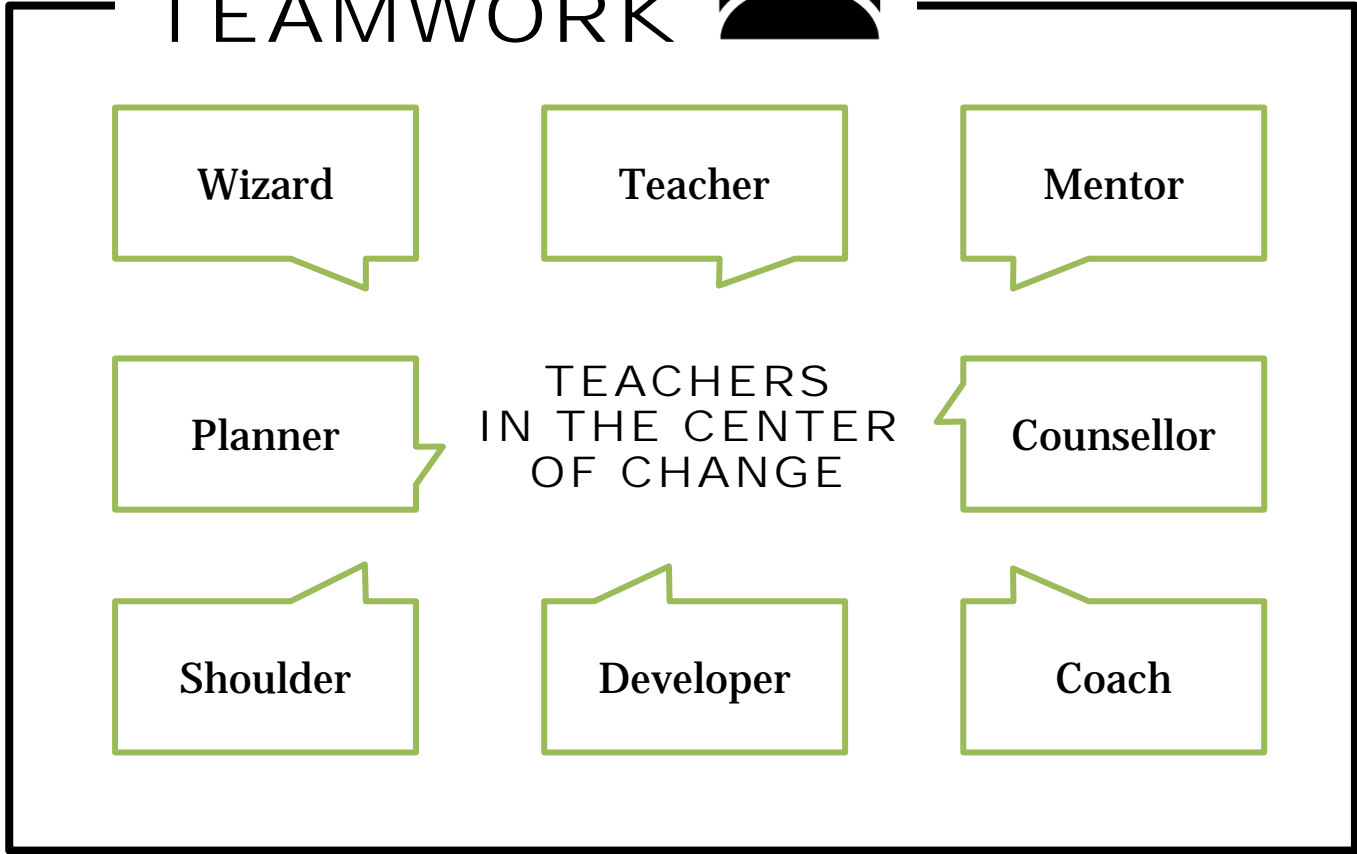 TEAMWORK
Wizard
Teacher
Mentor
Planner
TEACHERS
IN THE CENTER
OF CHANGE
Counsellor
Shoulder
Developer
Coach